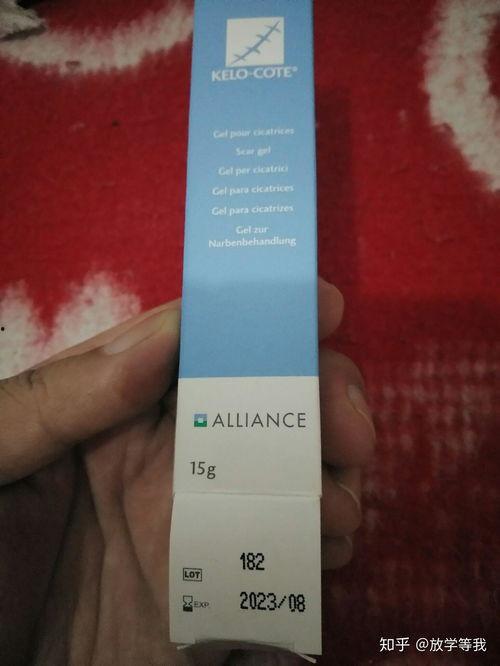 KELO-COTE®
Gel pour cicatrices
Scar gel
Gel per cicatrici
Gel para cicatrices
Gel para cicatrizes
Gel zur
Narbenbehandlung
ALLIANCE
15g
LOT 182
EXP. 2023/08
知乎 @放学等我